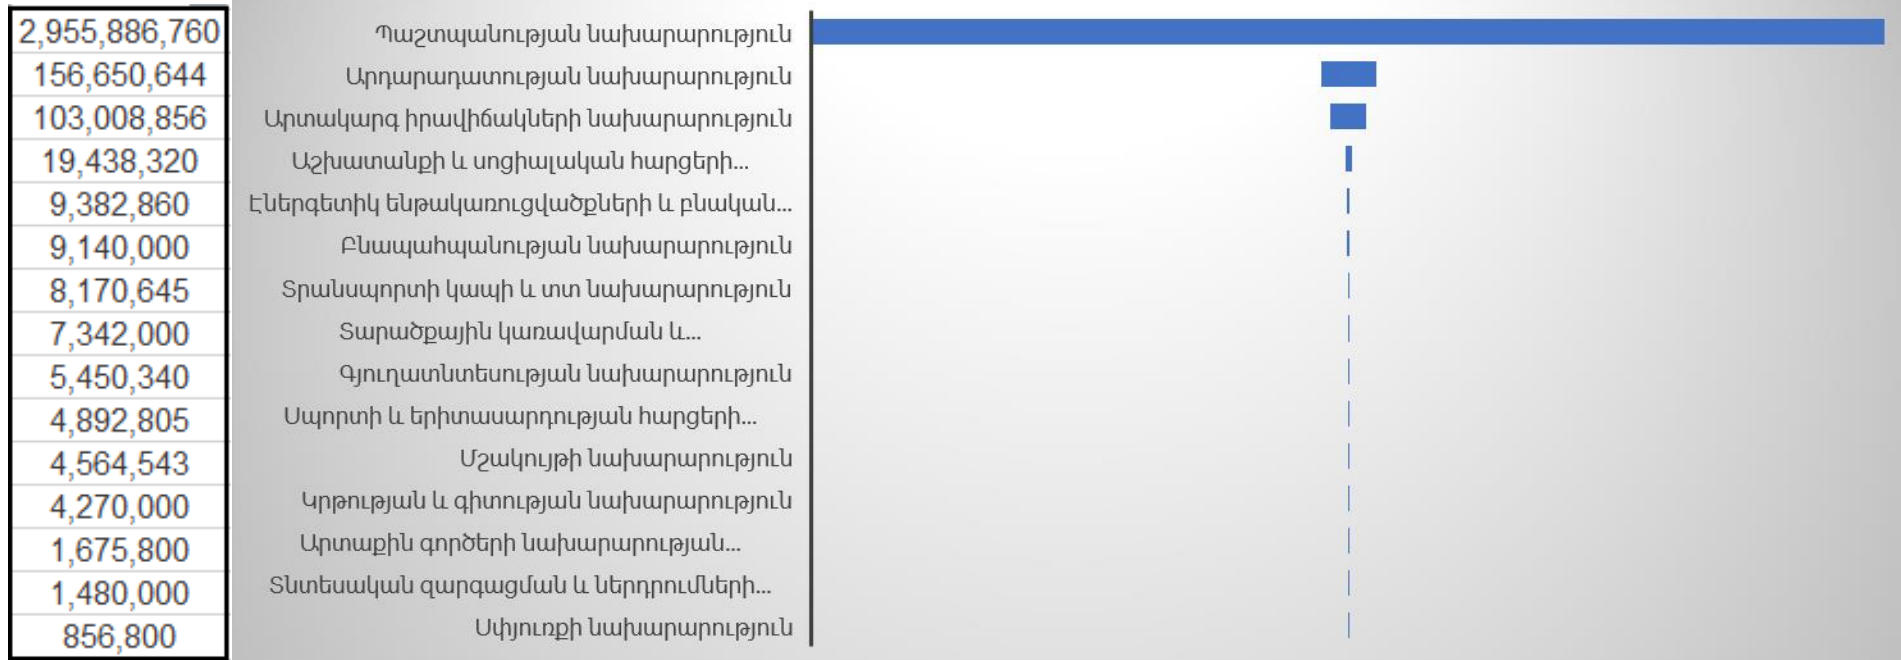 2,955,886,760 Պաշտպանության նախարարություն
156,650,644 Արդարադատության նախարարություն
103,008,856 Արտակարգ իրավիճակների նախարարություն
19,438,320 Աշխատանքի և սոցիալական հարցերի...
9,382,860 Էներգետիկ ենթակառուցվածքների և բնական...
9,140,000 Բնապահպանության նախարարություն
8,170,645 Տրանսպորտի կապի և տտ նախարարություն
7,342,000 Տարածքային կառավարման և...
5,450,340 Գյուղատնտեսության նախարարություն
4,892,805 Սպորտի և երիտասարդության հարցերի...
4,564,543 Մշակույթի նախարարություն
4,270,000 Կրթության և գիտության նախարարություն
1,675,800 Արտաքին գործերի նախարարության...
1,480,000 Տնտեսական զարգացման և ներդրումների...
856,800 Սփյուռքի նախարարություն